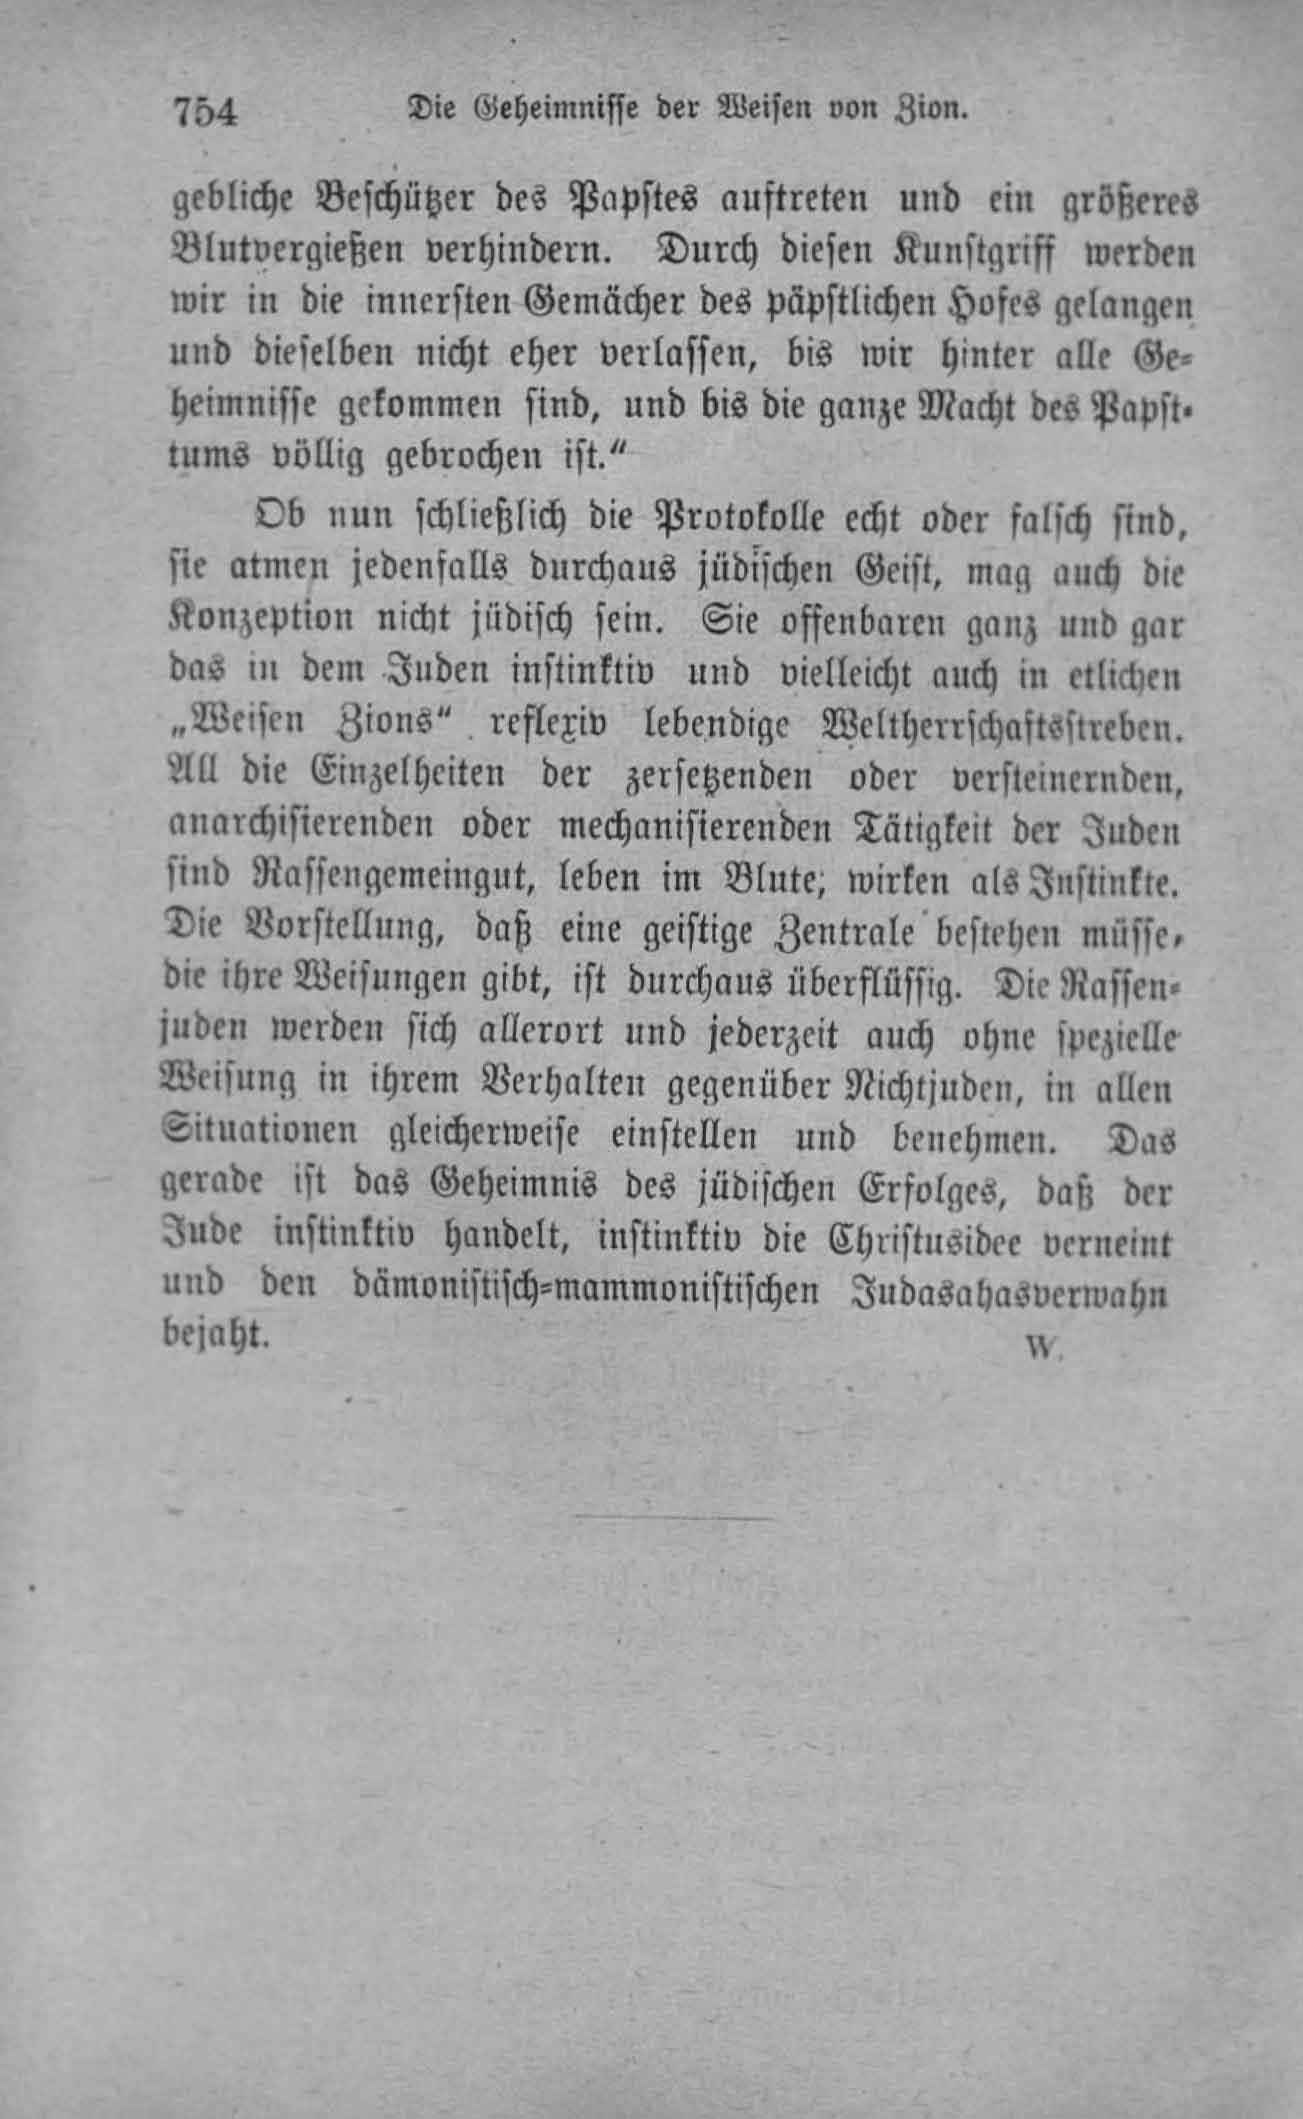 754 Die Geheimnisse der Weisen von Zion.
gebliche Beschützer des Papstes auftreten und ein größeres
Blutvergießen verhindern. Durch diesen Kunstgriff werden
wir in die innersten Gemächer des päpstlichen Hofes gelangen
und dieselben nicht eher verlassen, bis wir hinter alle Ge-
heimnisse gekommen sind, und bis die ganze Macht des Papst-
tums völlig gebrochen ist."
Ob nun schließlich die Protokolle echt oder falsch sind,
sie atmen jedenfalls durchaus jüdischen Geist, mag auch die
Konzeption nicht jüdisch sein. Sie offenbaren ganz und gar
das in dem Juden instinktiv und vielleicht auch in etlichen
„Weisen Zions" reflexiv lebendige Weltherrschaftsstreben.
All die Einzelheiten der zersetzenden oder versteinernden,
anarchisierenden oder mechanisierenden Tätigkeit der Juden
sind Rassengemeingut, leben im Blute, wirken als Instinkte.
Die Vorstellung, daß eine geistige Zentrale bestehen müsse,
die ihre Weisungen gibt, ist durchaus überflüssig. Die Rassen-
juden werden sich allerort und jederzeit auch ohne spezielle
Weisung in ihrem Verhalten gegenüber Nichtjuden, in allen
Situationen gleicherweise einstellen und benehmen. Das
gerade ist das Geheimnis des jüdischen Erfolges, daß der
Jude instinktiv handelt, instinktiv die Christusidee verneint
und den dämonistisch-mammonistischen Judasahasverwahn
bejaht. W.